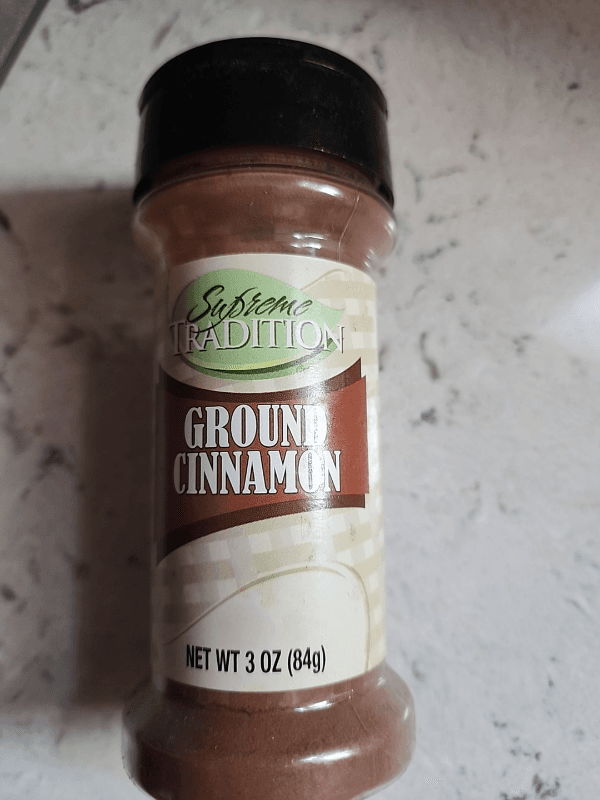 Supreme
TRADITION
GROUND
CINNAMON
NET WT 3 OZ (84g)